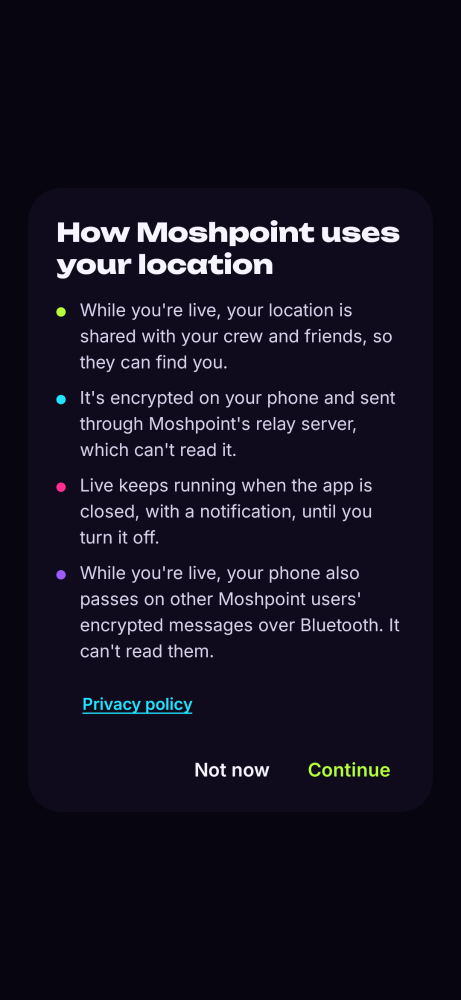 How Moshpoint uses
your location
While you're live, your location is
shared with your crew and friends, so
they can find you.
It's encrypted on your phone and sent
through Moshpoint's relay server,
which can't read it.
Live keeps running when the app is
closed, with a notification, until you
turn it off.
While you're live, your phone also
passes on other Moshpoint users'
encrypted messages over Bluetooth. It
can't read them.
Privacy policy
Not now Continue